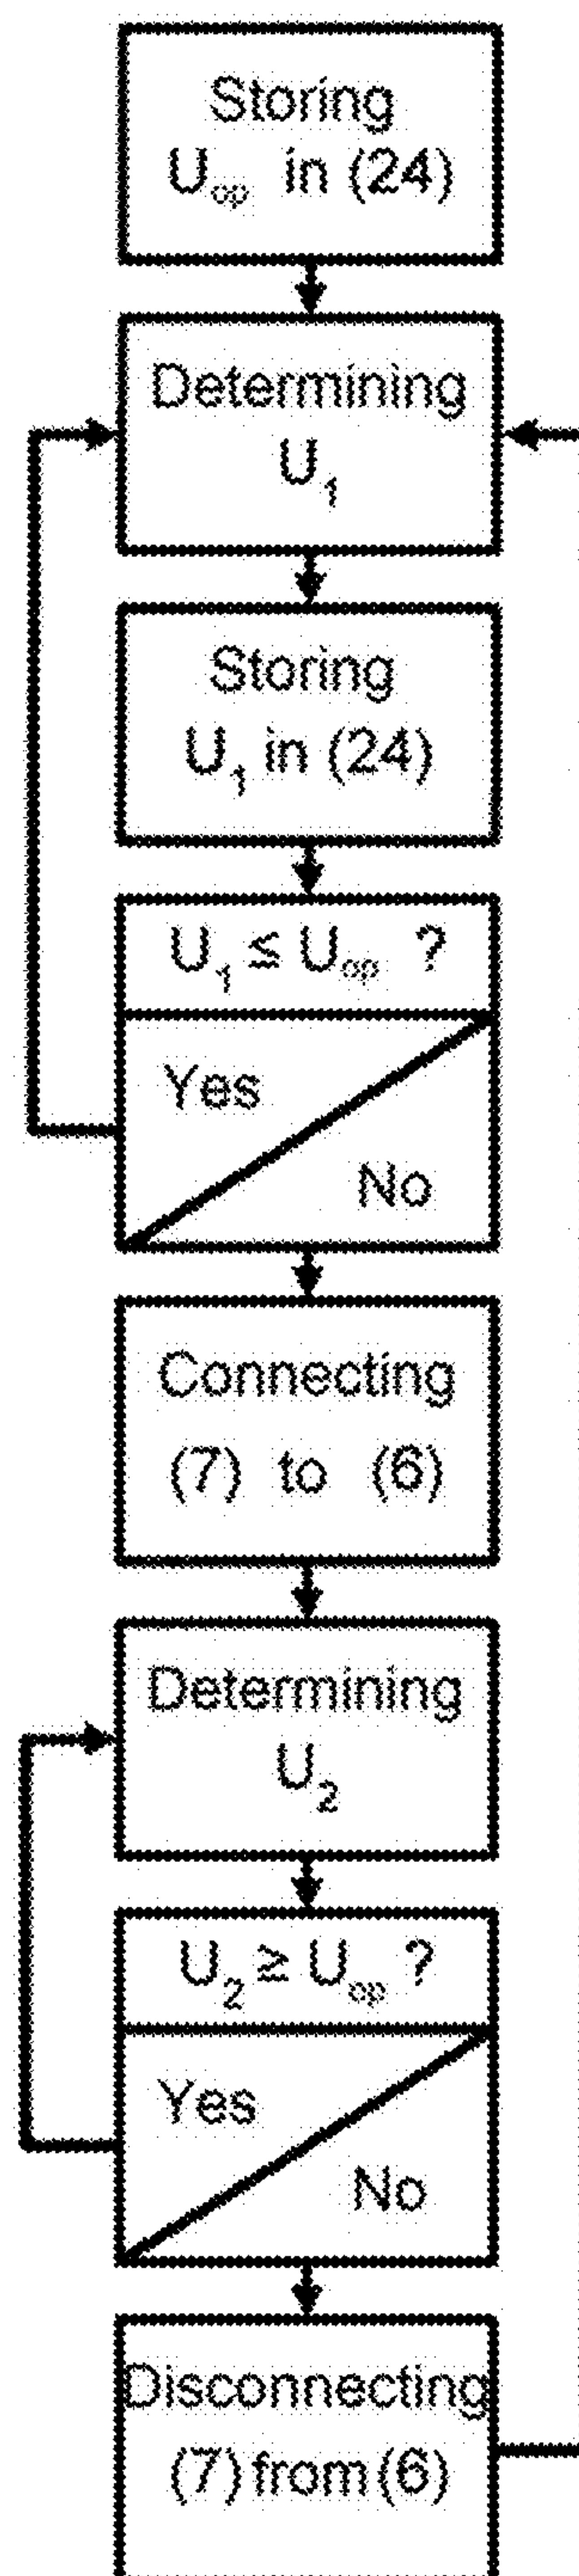 Storing
U_op in (24)
Determining
U_1
Storing
U_1 in (24)
U_1 ≤ U_op ?
Yes
No
Connecting
(7) to (6)
Determining
U_2
U_2 ≥ U_op ?
Yes
No
Disconnecting
(7) from (6)